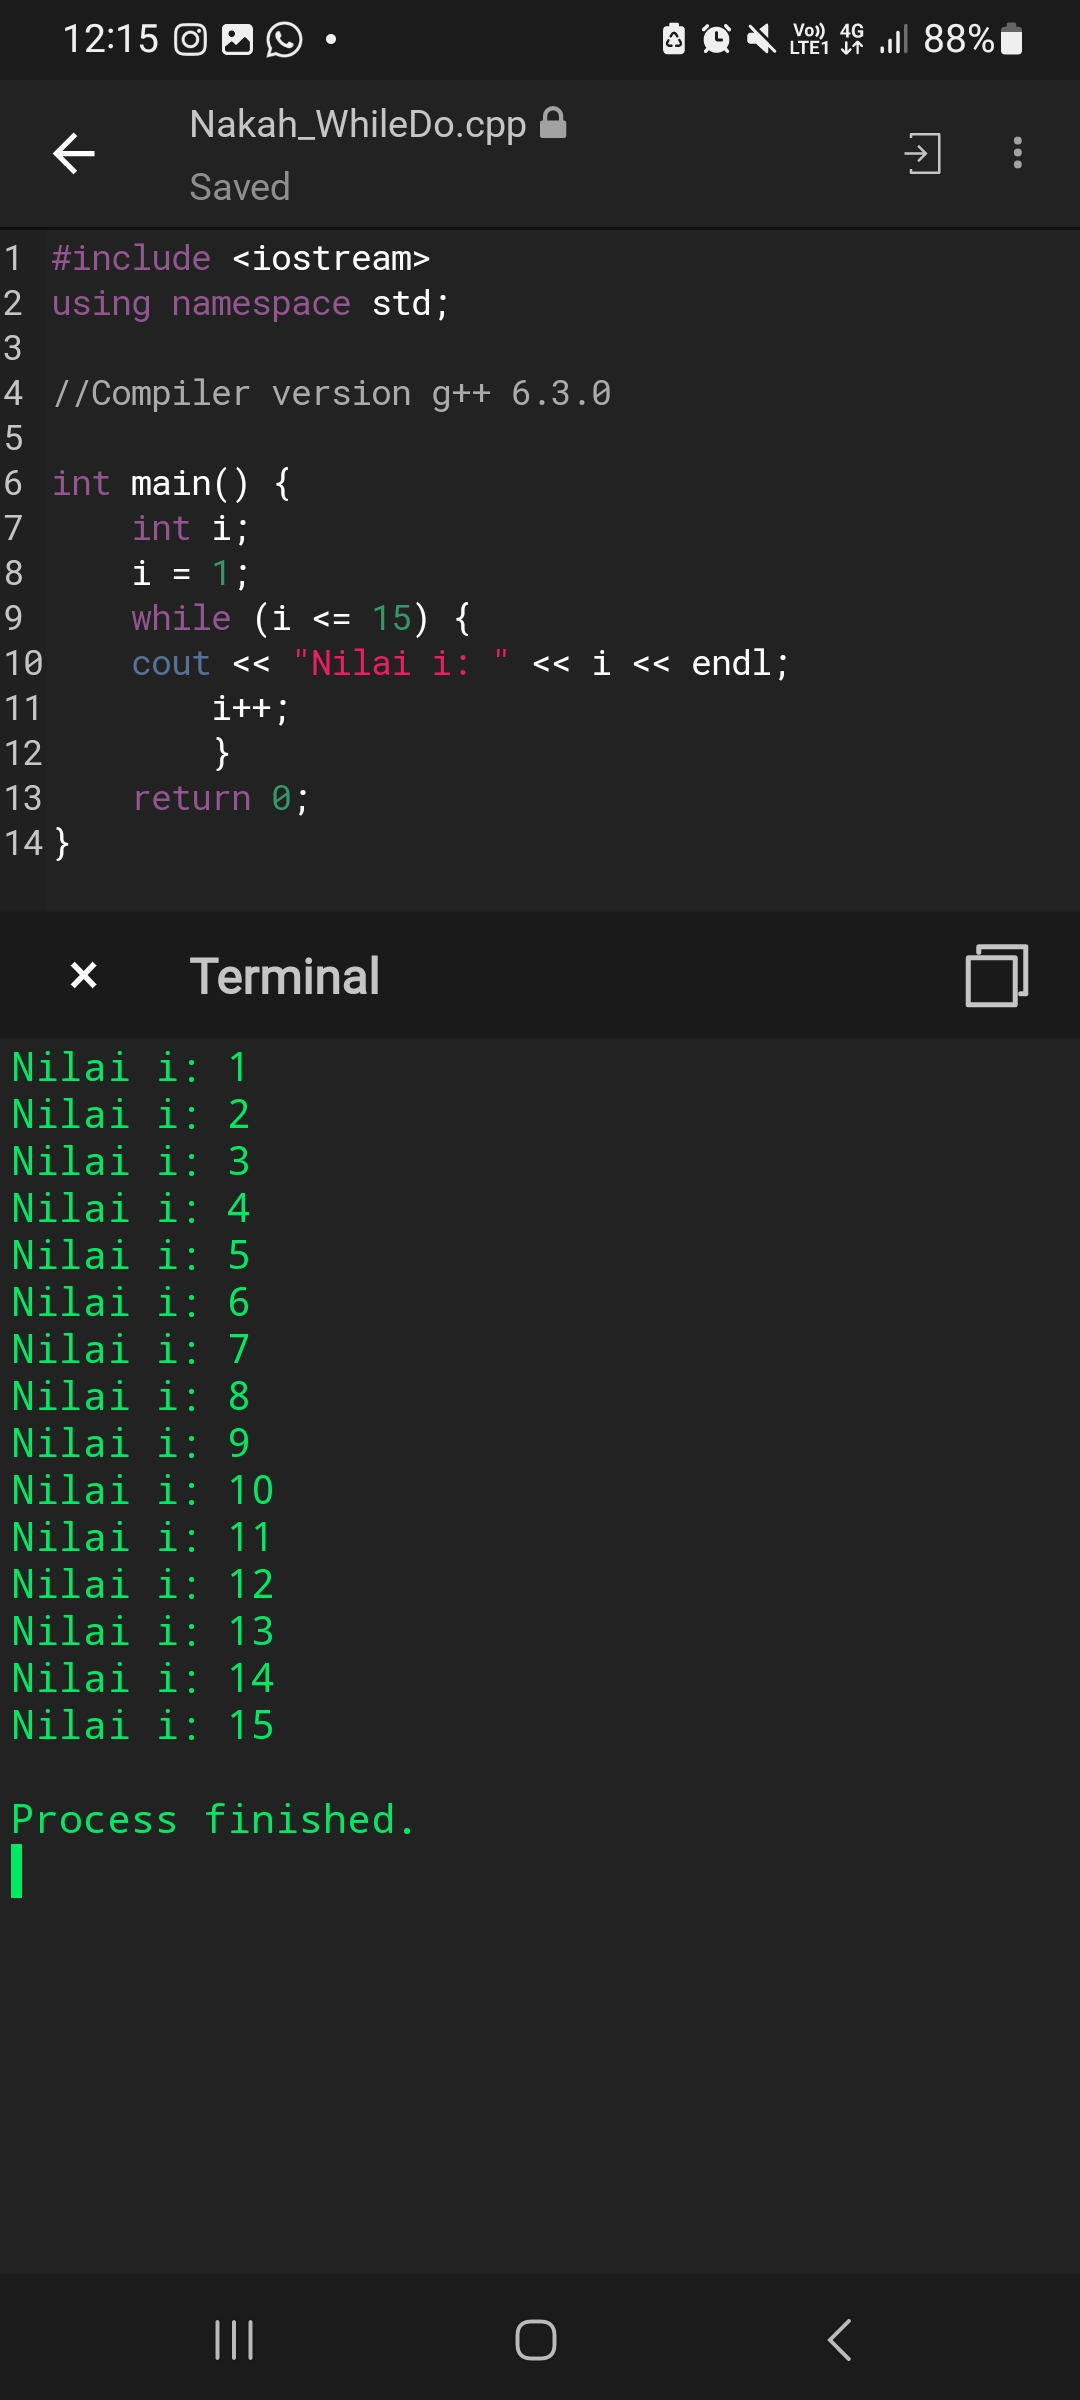 12:15 Vo)) LTE1 4G 88%
Nakah_WhileDo.cpp
Saved
1 #include <iostream>
2 using namespace std;
3
4 //Compiler version g++ 6.3.0
5
6 int main() {
7     int i;
8     i = 1;
9     while (i <= 15) {
10     cout << "Nilai i: " << i << endl;
11         i++;
12         }
13     return 0;
14 }
× Terminal
Nilai i: 1
Nilai i: 2
Nilai i: 3
Nilai i: 4
Nilai i: 5
Nilai i: 6
Nilai i: 7
Nilai i: 8
Nilai i: 9
Nilai i: 10
Nilai i: 11
Nilai i: 12
Nilai i: 13
Nilai i: 14
Nilai i: 15
Process finished.